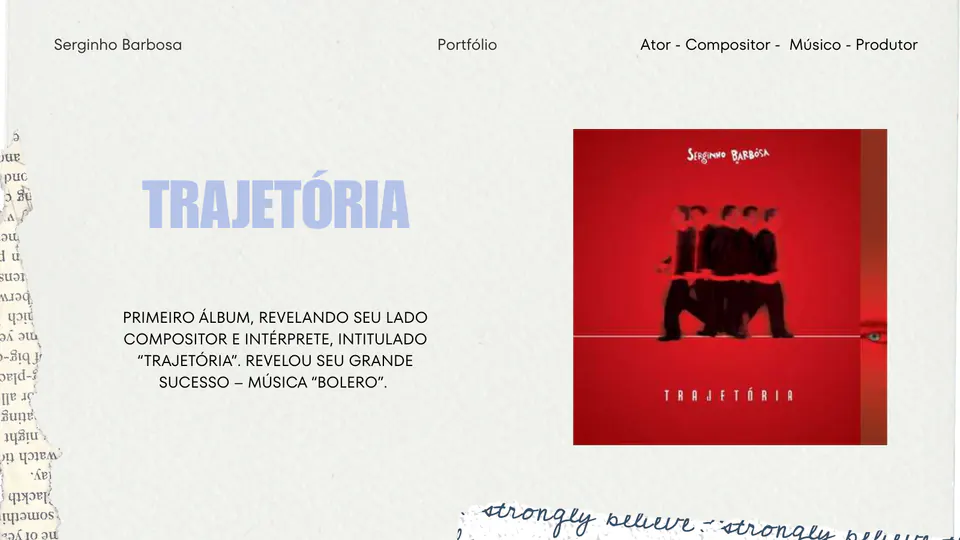 Serginho Barbosa
Portfólio
Ator - Compositor - Músico - Produtor
TRAJETÓRIA
PRIMEIRO ÁLBUM, REVELANDO SEU LADO
COMPOSITOR E INTÉRPRETE, INTITULADO
“TRAJETÓRIA”. REVELOU SEU GRANDE
SUCESSO – MÚSICA “BOLERO”.
SERGINHO BARBOSA
TRAJETÓRIA
strongly believe - strongly believe -